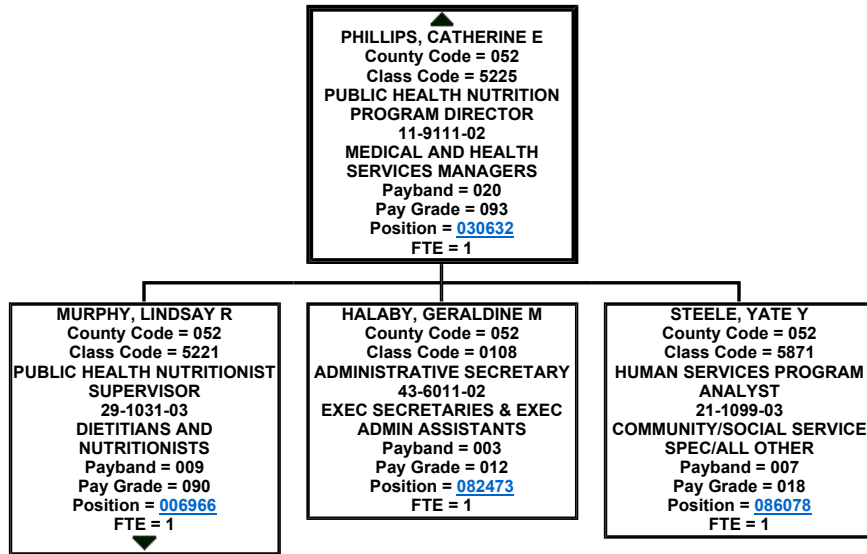 PHILLIPS, CATHERINE E
County Code = 052
Class Code = 5225
PUBLIC HEALTH NUTRITION
PROGRAM DIRECTOR
11-9111-02
MEDICAL AND HEALTH
SERVICES MANAGERS
Payband = 020
Pay Grade = 093
Position = 030632
FTE = 1
MURPHY, LINDSAY R
County Code = 052
Class Code = 5221
PUBLIC HEALTH NUTRITIONIST
SUPERVISOR
29-1031-03
DIETITIANS AND
NUTRITIONISTS
Payband = 009
Pay Grade = 090
Position = 006966
FTE = 1
HALABY, GERALDINE M
County Code = 052
Class Code = 0108
ADMINISTRATIVE SECRETARY
43-6011-02
EXEC SECRETARIES & EXEC
ADMIN ASSISTANTS
Payband = 003
Pay Grade = 012
Position = 082473
FTE = 1
STEELE, YATE Y
County Code = 052
Class Code = 5871
HUMAN SERVICES PROGRAM
ANALYST
21-1099-03
COMMUNITY/SOCIAL SERVICE
SPEC/ALL OTHER
Payband = 007
Pay Grade = 018
Position = 086078
FTE = 1